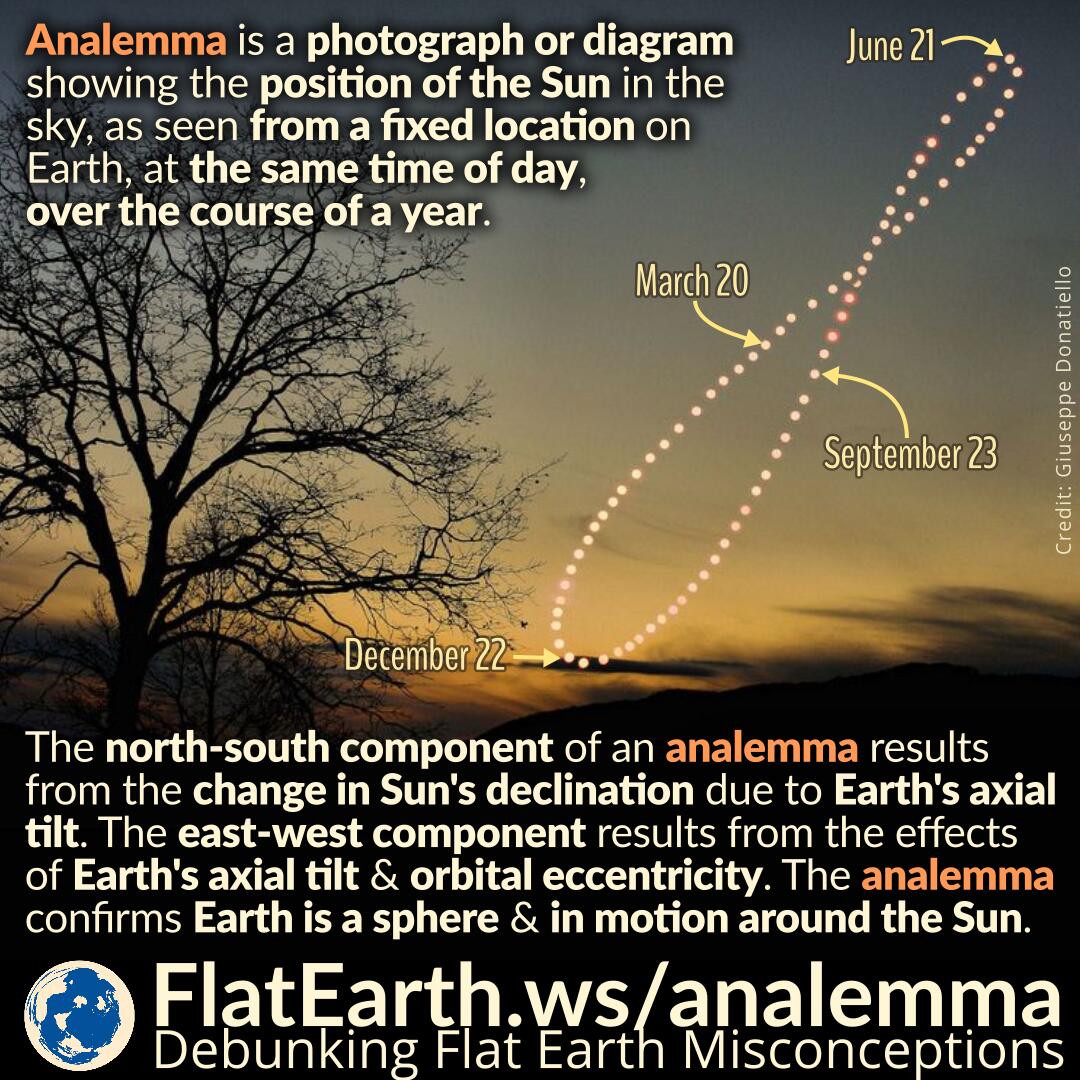 Analemma is a photograph or diagram
showing the position of the Sun in the
sky, as seen from a fixed location on
Earth, at the same time of day,
over the course of a year.
June 21
March 20
September 23
December 22
Credit: Giuseppe Donatiello
The north-south component of an analemma results
from the change in Sun's declination due to Earth's axial
tilt. The east-west component results from the effects
of Earth's axial tilt & orbital eccentricity. The analemma
confirms Earth is a sphere & in motion around the Sun.
FlatEarth.ws/analemma
Debunking Flat Earth Misconceptions